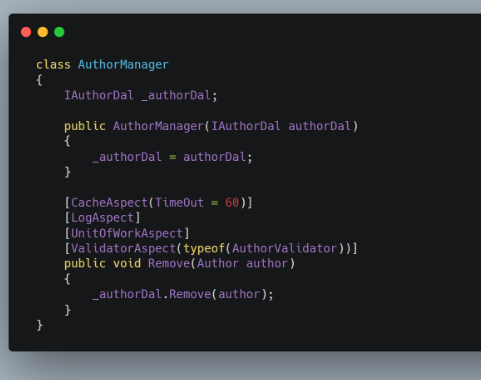 class AuthorManager
{
    IAuthorDal _authorDal;

    public AuthorManager(IAuthorDal authorDal)
    {
        _authorDal = authorDal;
    }

    [CacheAspect(TimeOut = 60)]
    [LogAspect]
    [UnitOfWorkAspect]
    [ValidatorAspect(typeof(AuthorValidator))]
    public void Remove(Author author)
    {
        _authorDal.Remove(author);
    }
}